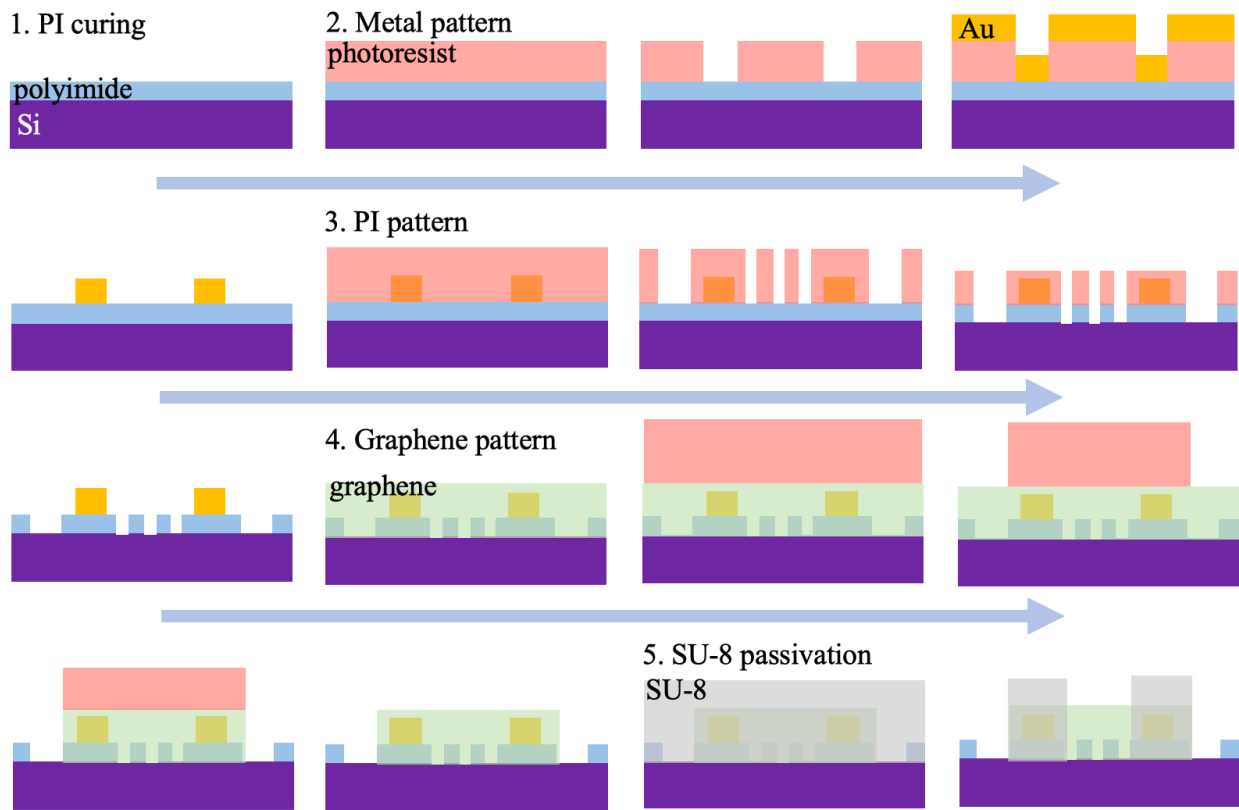 1. PI curing
2. Metal pattern
photoresist
Au
polyimide
Si
3. PI pattern
4. Graphene pattern
graphene
5. SU-8 passivation
SU-8